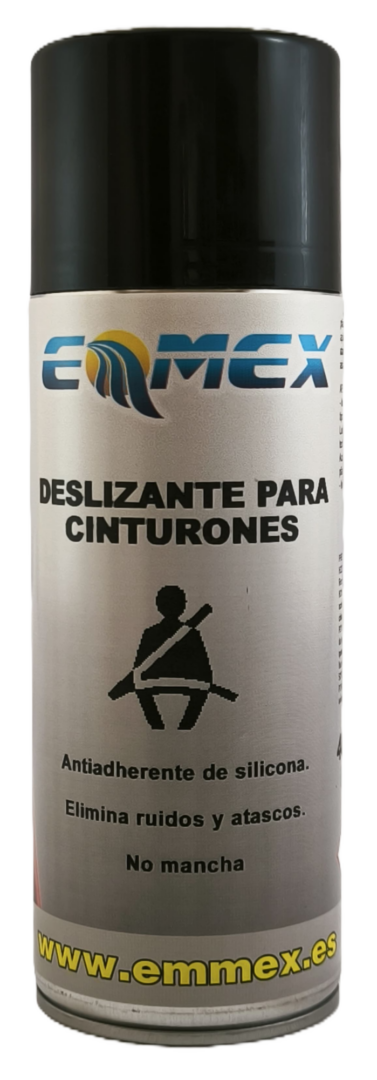 EMMEX
DESLIZANTE PARA
CINTURONES
Antiadherente de silicona.
Elimina ruidos y atascos.
No mancha
www.emmex.es